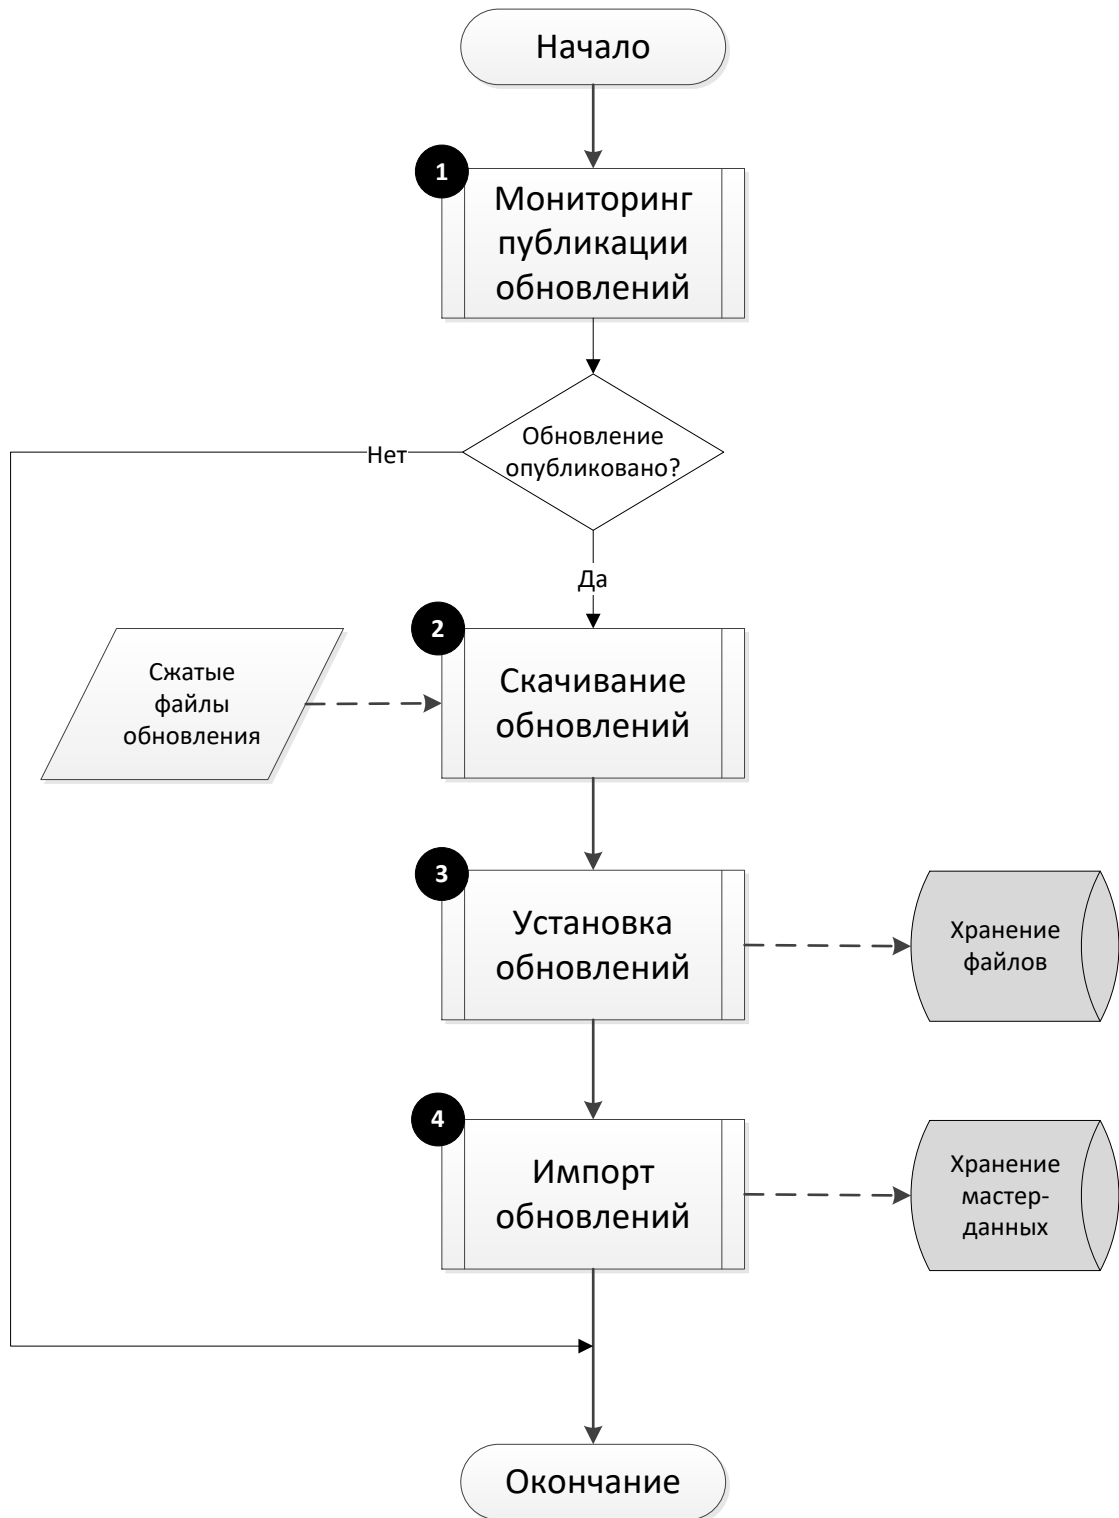 Начало
1
Мониторинг
публикации
обновлений
Обновление
опубликовано?
Нет
Да
2
Сжатые
файлы
обновления
Скачивание
обновлений
3
Установка
обновлений
Хранение
файлов
4
Импорт
обновлений
Хранение
мастер-
данных
Окончание